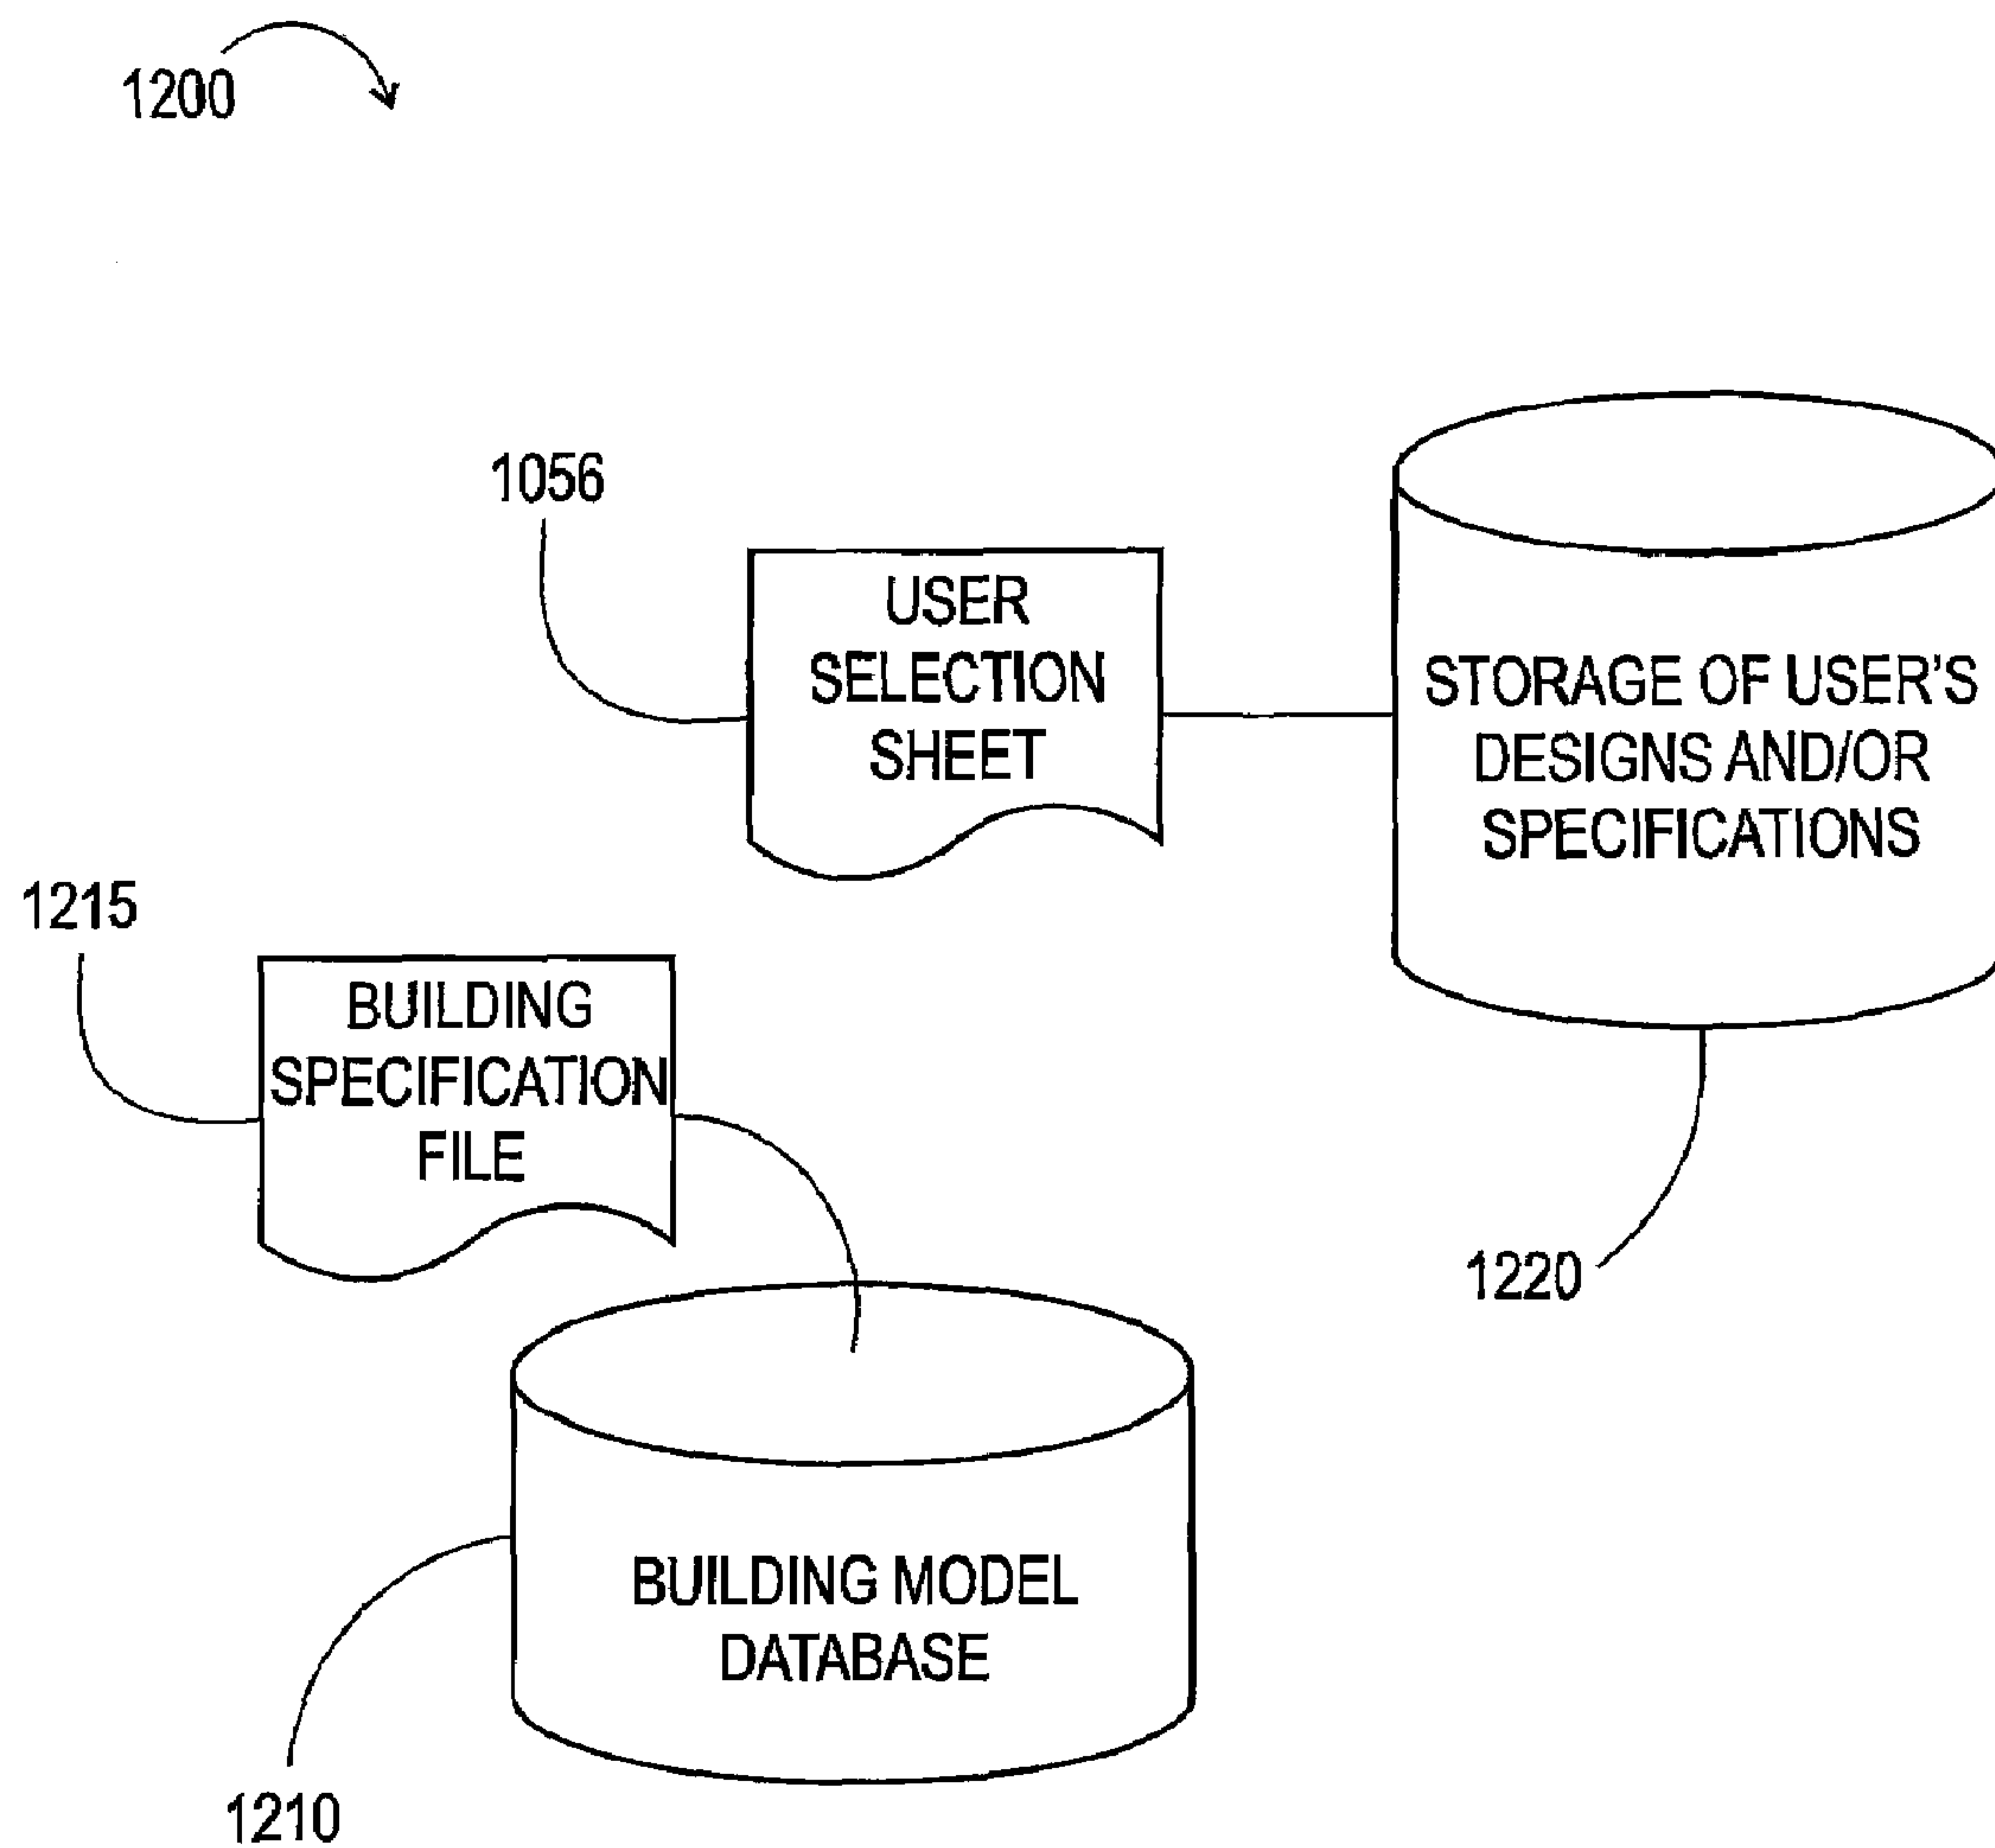 1200
1056
USER
SELECTION
SHEET
STORAGE OF USER'S
DESIGNS AND/OR
SPECIFICATIONS
1215
BUILDING
SPECIFICATION
FILE
1220
BUILDING MODEL
DATABASE
1210